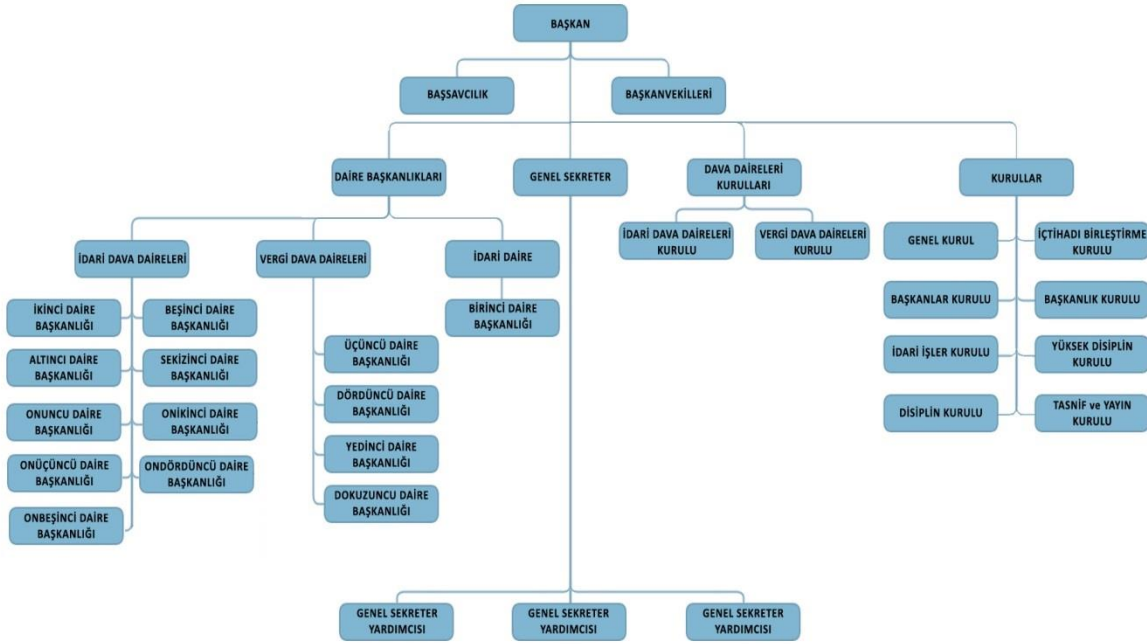 BAŞKAN
BAŞSAVCILIK
BAŞKANVEKİLLERİ
DAİRE BAŞKANLIKLARI
GENEL SEKRETER
DAVA DAİRELERİ
KURULLARI
KURULLAR
İDARİ DAVA DAİRELERİ
VERGİ DAVA DAİRELERİ
İDARİ DAİRE
İDARİ DAVA DAİRELERİ
KURULU
VERGİ DAVA DAİRELERİ
KURULU
GENEL KURUL
İÇTİHADI BİRLEŞTİRME
KURULU
İKİNCİ DAİRE
BAŞKANLIĞI
BEŞİNCİ DAİRE
BAŞKANLIĞI
BİRİNCİ DAİRE
BAŞKANLIĞI
BAŞKANLAR KURULU
BAŞKANLIK KURULU
ALTINCI DAİRE
BAŞKANLIĞI
SEKİZİNCİ DAİRE
BAŞKANLIĞI
ÜÇÜNCÜ DAİRE
BAŞKANLIĞI
İDARİ İŞLER KURULU
YÜKSEK DİSİPLİN
KURULU
ONUNCU DAİRE
BAŞKANLIĞI
ONİKİNCİ DAİRE
BAŞKANLIĞI
DÖRDÜNCÜ DAİRE
BAŞKANLIĞI
DİSİPLİN KURULU
TASNİF ve YAYIN
KURULU
ONÜÇÜNCÜ DAİRE
BAŞKANLIĞI
ONDÖRDÜNCÜ DAİRE
BAŞKANLIĞI
YEDİNCİ DAİRE
BAŞKANLIĞI
ONBEŞİNCİ DAİRE
BAŞKANLIĞI
DOKUZUNCU DAİRE
BAŞKANLIĞI
GENEL SEKRETER
YARDIMCISI
GENEL SEKRETER
YARDIMCISI
GENEL SEKRETER
YARDIMCISI